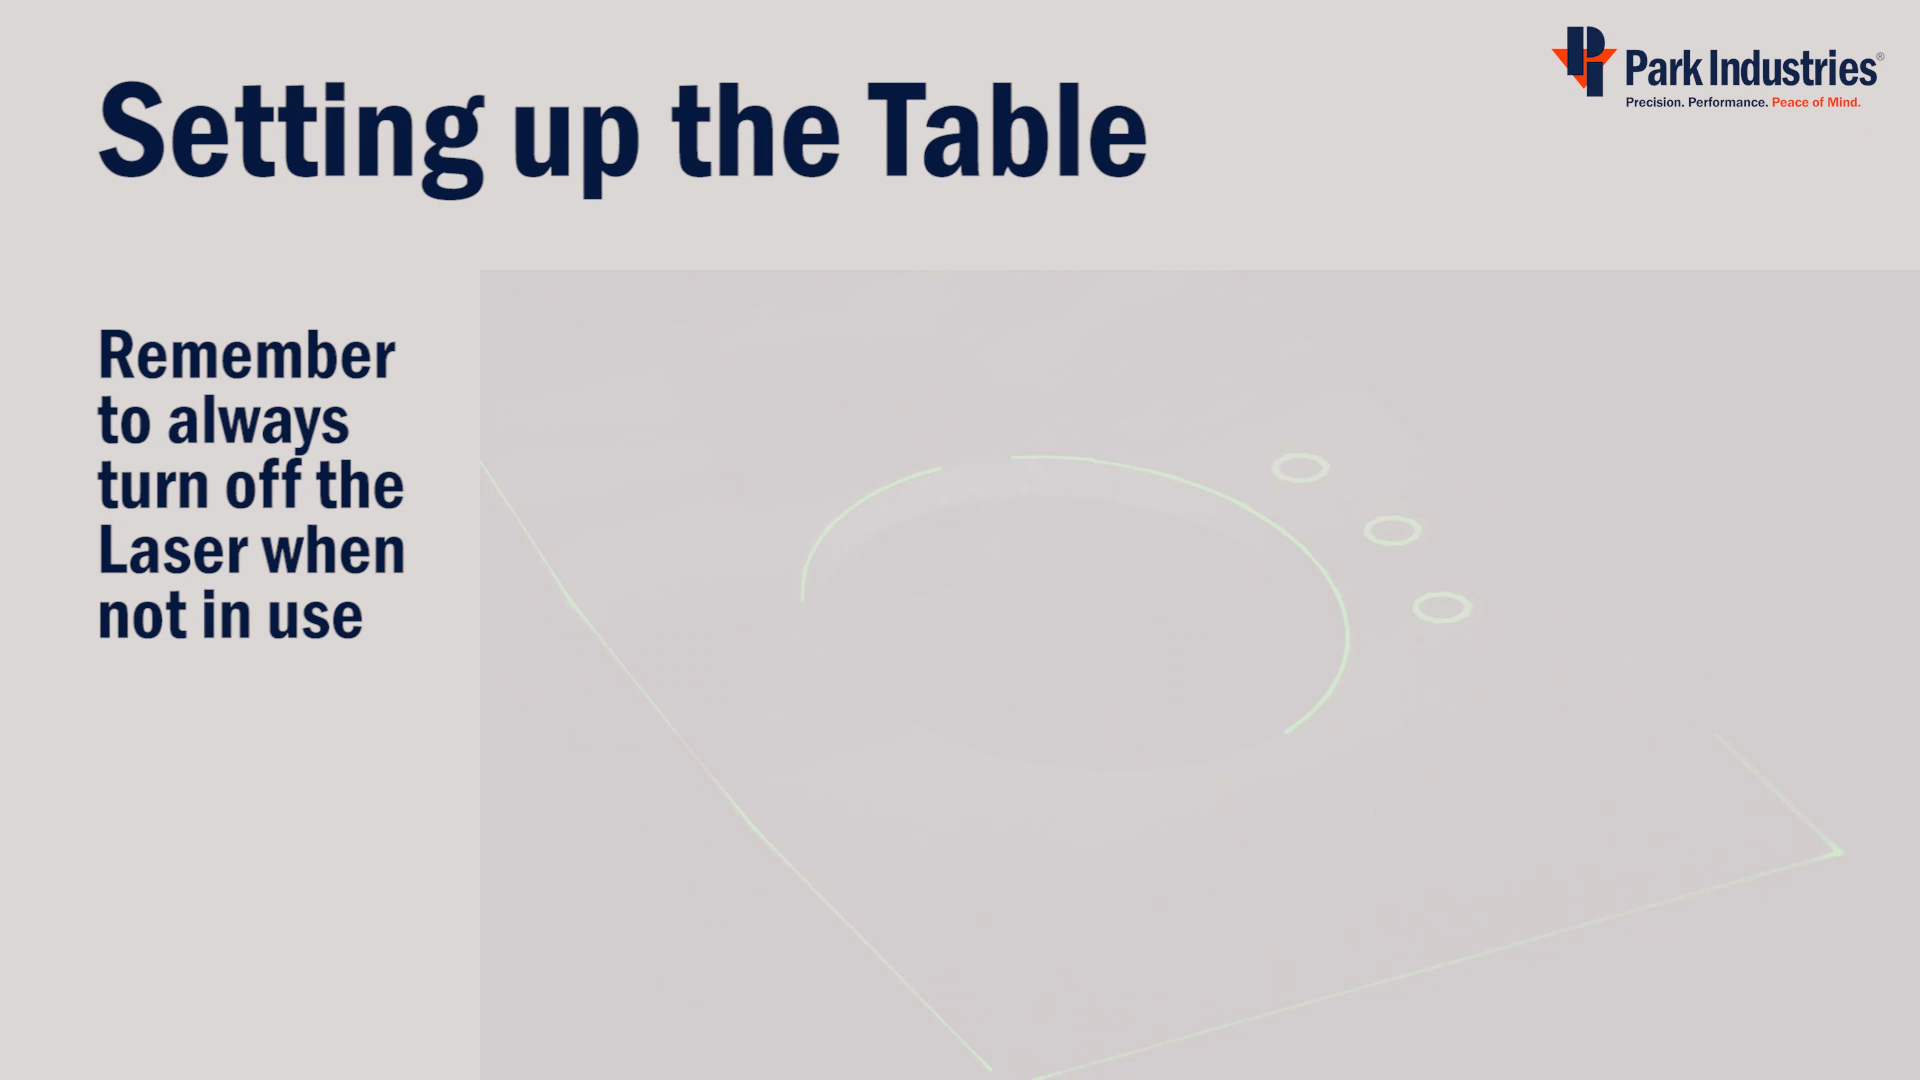 Setting up the Table
Park Industries®
Precision. Performance. Peace of Mind.
Remember
to always
turn off the
Laser when
not in use